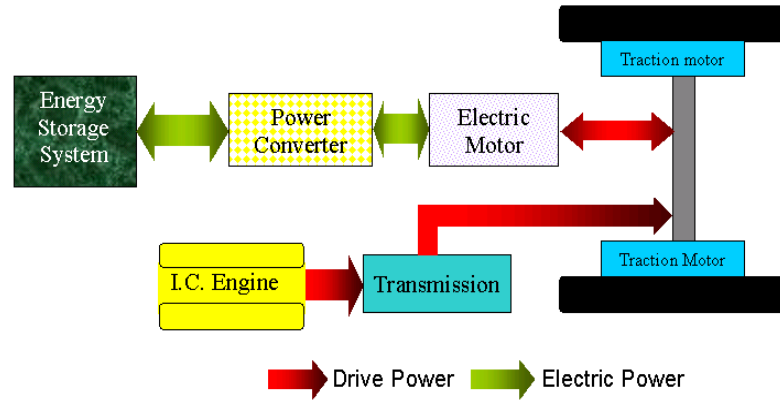 Traction motor
Energy
Storage
System
Power
Converter
Electric
Motor
I.C. Engine
Transmission
Traction Motor
Drive Power
Electric Power